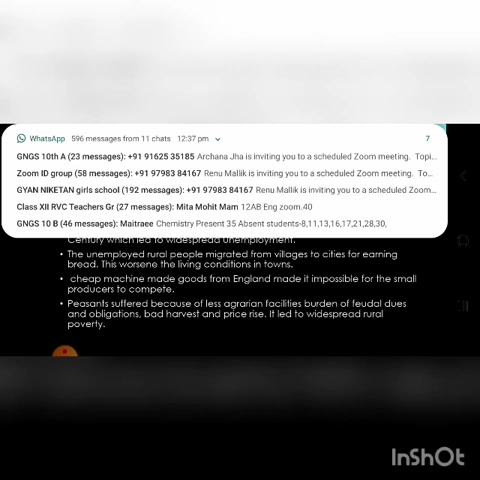 WhatsApp 596 messages from 11 chats 12:37 pm 7
GNGS 10th A (23 messages): +91 91625 35185 Archana Jha is inviting you to a scheduled Zoom meeting. Topi...
Zoom ID group (58 messages): +91 97983 84167 Renu Mallik is inviting you to a scheduled Zoom meeting. To...
GYAN NIKETAN girls school (192 messages): +91 97983 84167 Renu Mallik is inviting you to a scheduled Zoom...
Class XII RVC Teachers Gr (27 messages): Mita Mohit Mam 12AB Eng zoom.40
GNGS 10 B (46 messages): Maitraee Chemistry Present 35 Absent students-8,11,13,16,17,21,28,30,
Century which led to widespread unemployment.
• The unemployed rural people migrated from villages to cities for earning
bread. This worsene the living conditions in towns.
• cheap machine made goods from England made it impossible for the small
producers to compete.
• Peasants suffered because of less agrarian facilities burden of feudal dues
and obligations, bad harvest and price rise. It led to widespread rural
poverty.
InShOt